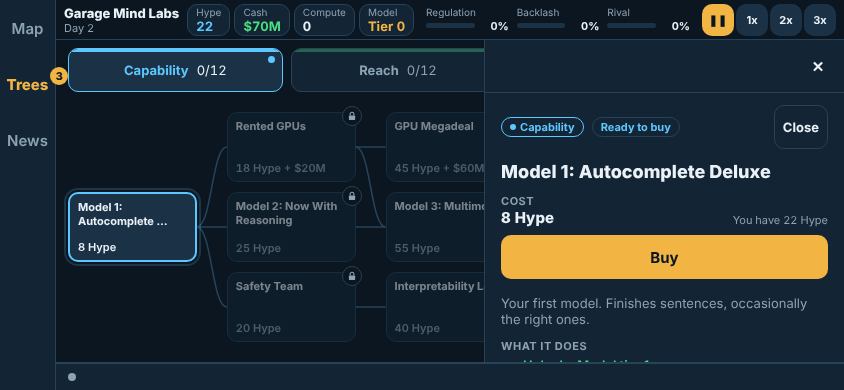 Map
Trees
3
News
Garage Mind Labs
Day 2
Hype
22
Cash
$70M
Compute
0
Model
Tier 0
Regulation
0%
Backlash
0%
Rival
0%
1x
2x
3x
Capability 0/12
Reach 0/12
Model 1:
Autocomplete ...
8 Hype
Rented GPUs
18 Hype + $20M
Model 2: Now With
Reasoning
25 Hype
Safety Team
20 Hype
GPU Megadeal
45 Hype + $60M
Model 3:
55 Hype
Interpretability
40 Hype
Capability
Ready to buy
Close
Model 1: Autocomplete Deluxe
COST
8 Hype
You have 22 Hype
Buy
Your first model. Finishes sentences, occasionally
the right ones.
WHAT IT DOES